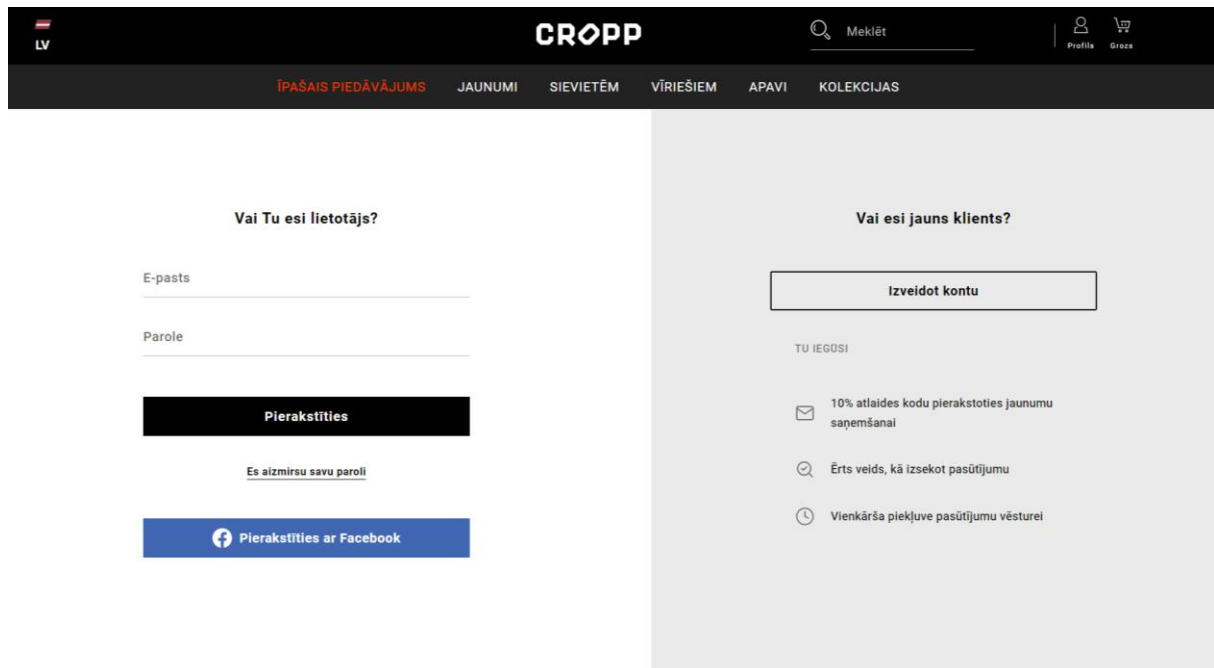 LV
CROPP
Meklēt
Profils
Grozs
ĪPAŠAIS PIEDĀVĀJUMS
JAUNUMI
SIEVIETĒM
VĪRIEŠIEM
APAVI
KOLEKCIJAS
Vai Tu esi lietotājs?
E-pasts
Parole
Pierakstīties
Es aizmirsu savu paroli
Pierakstīties ar Facebook
Vai esi jauns klients?
Izveidot kontu
TU IEGŪSI
10% atlaides kodu pierakstoties jaunumu
saņemšanai
Ērts veids, kā izsekot pasūtījumu
Vienkārša piekļuve pasūtījumu vēsturei